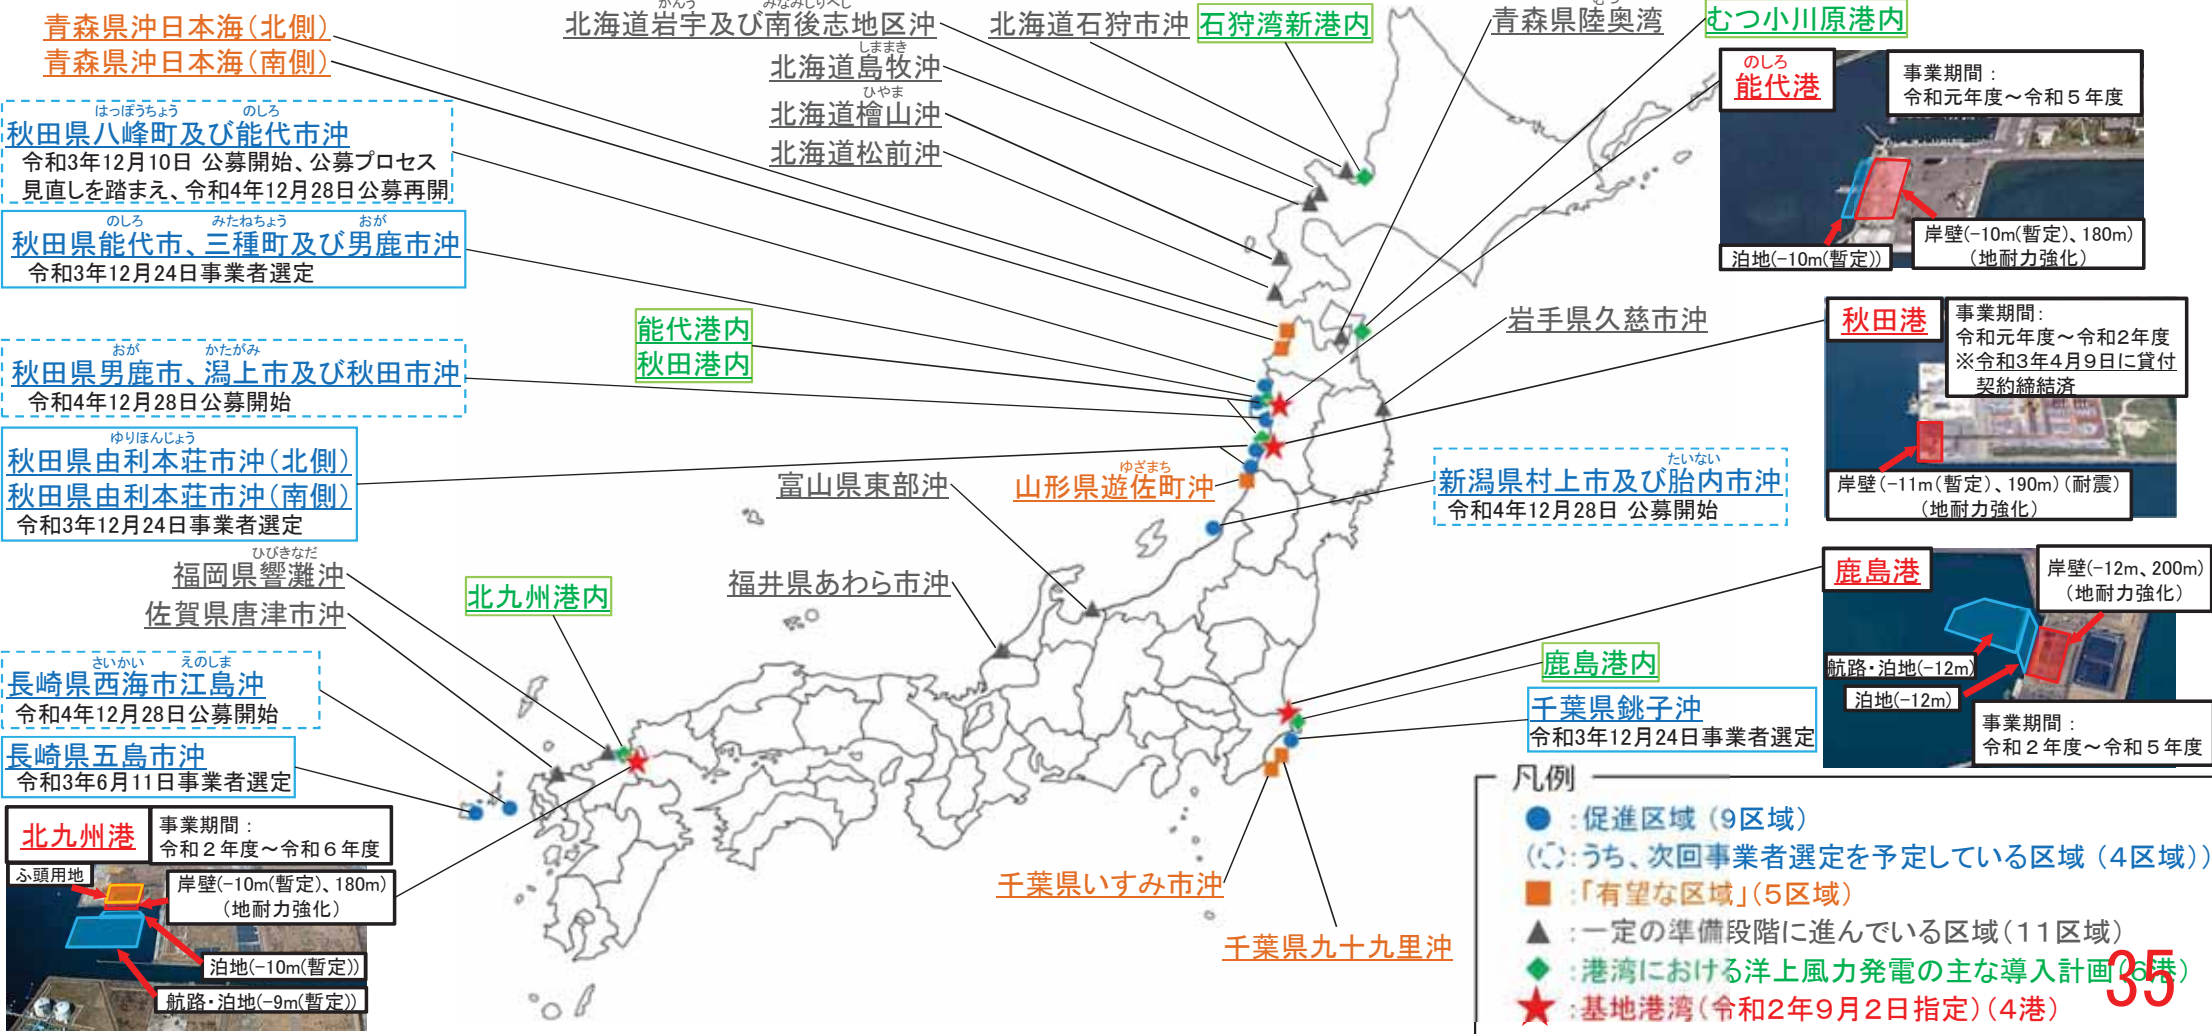 青森県沖日本海(北側)
青森県沖日本海(南側)
はっぽうちょう のしろ
秋田県八峰町及び能代市沖
令和3年12月10日 公募開始、公募プロセス
見直しを踏まえ、令和4年12月28日公募再開
のしろ みたねちょう おが
秋田県能代市、三種町及び男鹿市沖
令和3年12月24日事業者選定
おが かたがみ
秋田県男鹿市、潟上市及び秋田市沖
令和4年12月28日公募開始
ゆりほんじょう
秋田県由利本荘市沖(北側)
秋田県由利本荘市沖(南側)
令和3年12月24日事業者選定
ひびきなだ
福岡県響灘沖
佐賀県唐津市沖
さいかい えのしま
長崎県西海市江島沖
令和4年12月28日公募開始
長崎県五島市沖
令和3年6月11日事業者選定
北九州港
事業期間:
令和2年度~令和6年度
ふ頭用地
岸壁(-10m(暫定)、180m)
(地耐力強化)
泊地(-10m(暫定))
航路・泊地(-9m(暫定))
がんう みなみしりべし
北海道岩宇及び南後志地区沖
しままき
北海道島牧沖
ひやま
北海道檜山沖
北海道松前沖
北海道石狩市沖
石狩湾新港内
むつ
青森県陸奥湾
むつ小川原港内
能代港内
秋田港内
富山県東部沖
福井県あわら市沖
北九州港内
ゆざまち
山形県遊佐町沖
岩手県久慈市沖
たいない
新潟県村上市及び胎内市沖
令和4年12月28日 公募開始
鹿島港内
千葉県銚子沖
令和3年12月24日事業者選定
千葉県いすみ市沖
千葉県九十九里沖
のしろ
能代港
事業期間:
令和元年度~令和5年度
泊地(-10m(暫定))
岸壁(-10m(暫定)、180m)
(地耐力強化)
秋田港
事業期間:
令和元年度~令和2年度
※令和3年4月9日に貸付
契約締結済
岸壁(-11m(暫定)、190m)(耐震)
(地耐力強化)
鹿島港
岸壁(-12m、200m)
(地耐力強化)
航路・泊地(-12m)
泊地(-12m)
事業期間:
令和2年度~令和5年度
凡例
:促進区域 (9区域)
( ):うち、次回事業者選定を予定している区域 (4区域))
:「有望な区域」(5区域)
:一定の準備段階に進んでいる区域(11区域)
:港湾における洋上風力発電の主な導入計画(6港)
:基地港湾(令和2年9月2日指定)(4港)
35